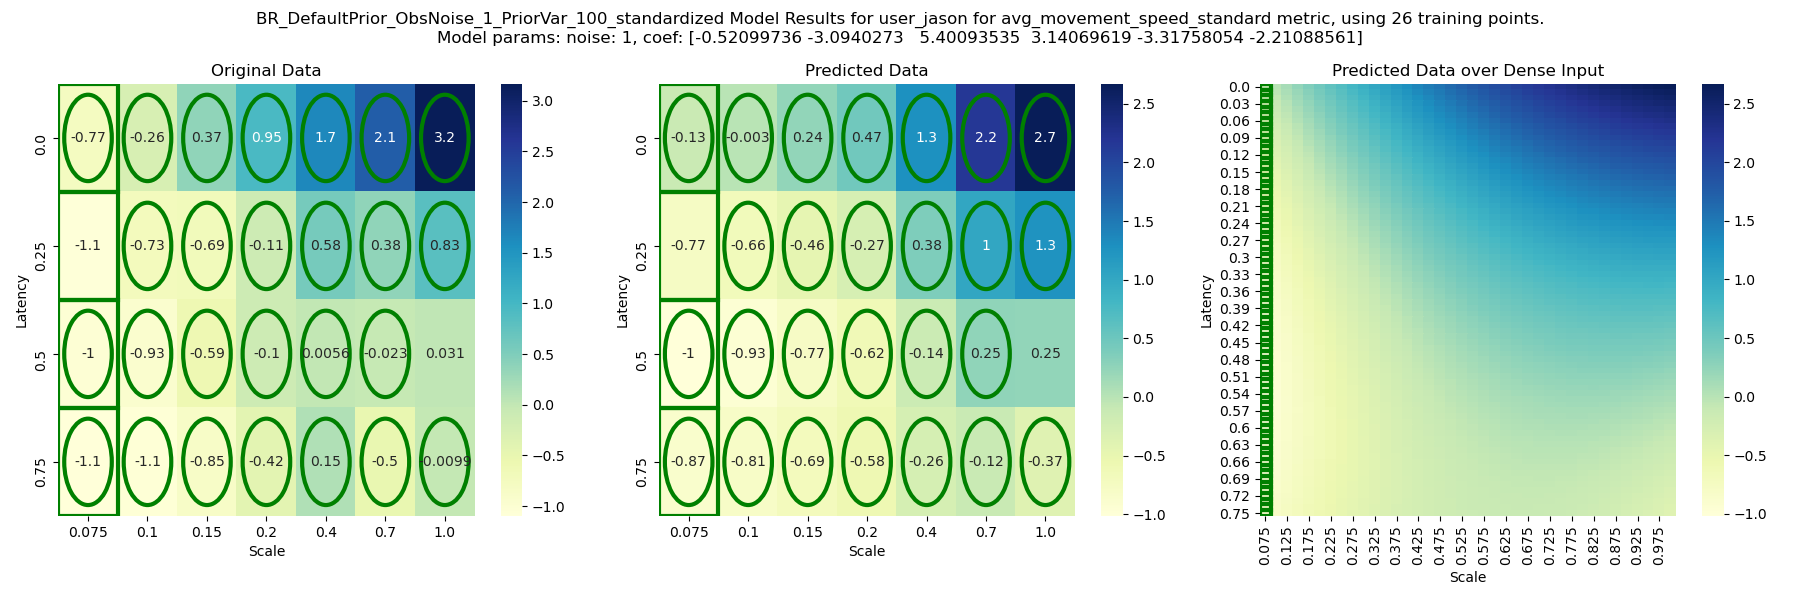 BR_DefaultPrior_ObsNoise_1_PriorVar_100_standardized Model Results for user_jason for avg_movement_speed_standard metric, using 26 training points.
Model params: noise: 1, coef: [-0.52099736 -3.0940273   5.40093535  3.14069619 -3.31758054 -2.21088561]
Original Data
Latency
0.0
-0.77 -0.26 0.37 0.95 1.7 2.1 3.2
0.25
-1.1 -0.73 -0.69 -0.11 0.58 0.38 0.83
0.5
-1 -0.93 -0.59 -0.1 0.0056 -0.023 0.031
0.75
-1.1 -1.1 -0.85 -0.42 0.15 -0.5 -0.0099
0.075 0.1 0.15 0.2 0.4 0.7 1.0
Scale
3.0
2.5
2.0
1.5
1.0
0.5
0.0
−0.5
−1.0
Predicted Data
Latency
0.0
-0.13 -0.003 0.24 0.47 1.3 2.2 2.7
0.25
-0.77 -0.66 -0.46 -0.27 0.38 1 1.3
0.5
-1 -0.93 -0.77 -0.62 -0.14 0.25 0.25
0.75
-0.87 -0.81 -0.69 -0.58 -0.26 -0.12 -0.37
0.075 0.1 0.15 0.2 0.4 0.7 1.0
Scale
2.5
2.0
1.5
1.0
0.5
0.0
−0.5
−1.0
Predicted Data over Dense Input
Latency
0.0
0.03
0.06
0.09
0.12
0.15
0.18
0.21
0.24
0.27
0.3
0.33
0.36
0.39
0.42
0.45
0.48
0.51
0.54
0.57
0.6
0.63
0.66
0.69
0.72
0.75
0.075 0.125 0.175 0.225 0.275 0.325 0.375 0.425 0.475 0.525 0.575 0.625 0.675 0.725 0.775 0.825 0.875 0.925 0.975
Scale
2.5
2.0
1.5
1.0
0.5
0.0
−0.5
−1.0